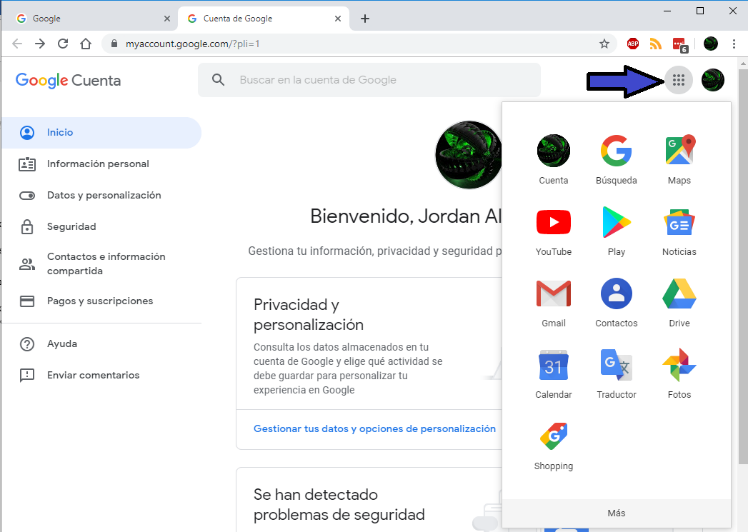 Google
Cuenta de Google
myaccount.google.com/?pli=1
ABP
6
Google Cuenta
Buscar en la cuenta de Google
Inicio
Información personal
Datos y personalización
Seguridad
Contactos e información
compartida
Pagos y suscripciones
Ayuda
Enviar comentarios
Bienvenido, Jordan Al
Gestiona tu información, privacidad y seguridad p
Privacidad y
personalización
Consulta los datos almacenados en tu
cuenta de Google y elige qué actividad se
debe guardar para personalizar tu
experiencia en Google
Gestionar tus datos y opciones de personalización
Se han detectado
problemas de seguridad
Cuenta
Búsqueda
Maps
YouTube
Play
Noticias
Gmail
Contactos
Drive
31
Calendar
Traductor
Fotos
Shopping
Más